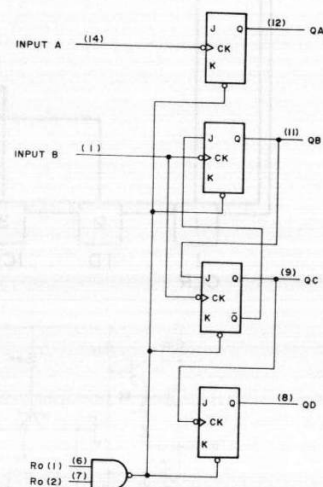 (12)
J Q QA
INPUT A (14) CK
K
(11)
J Q QB
INPUT B (1) CK
K
(9)
J Q QC
CK
K Q̄
(8)
J Q QD
CK
K
Ro(1) (6)
Ro(2) (7)